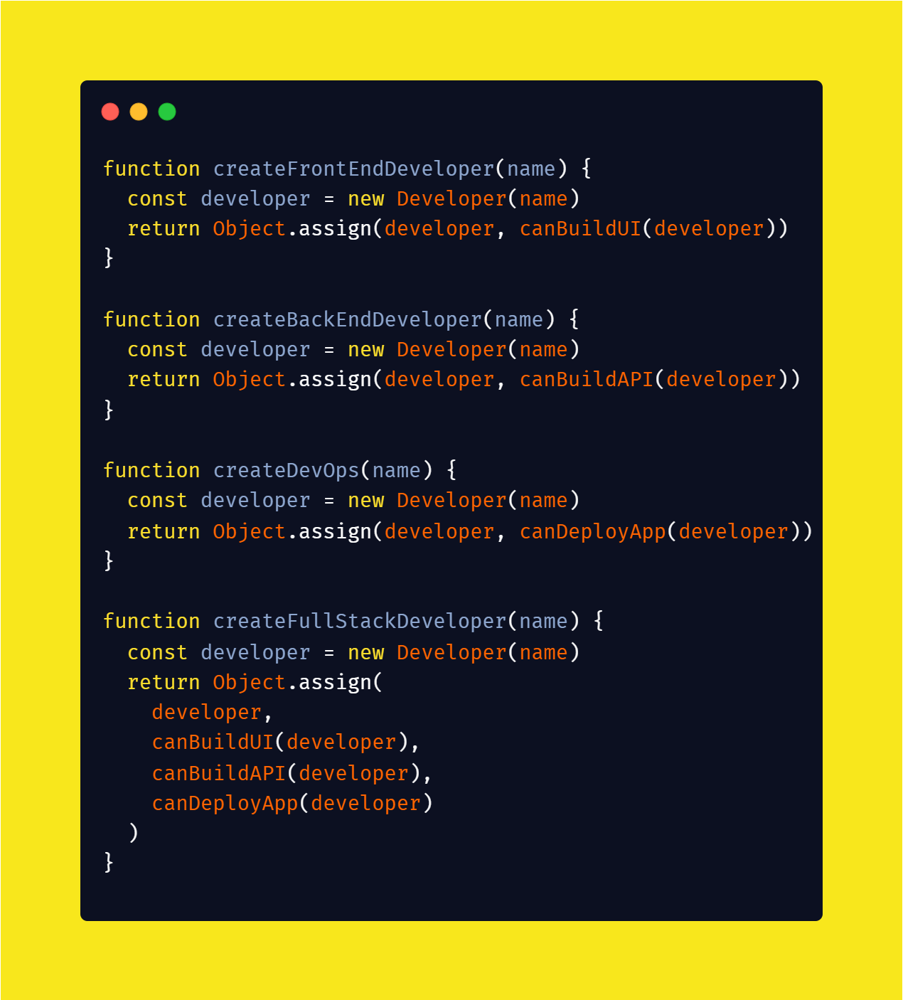 function createFrontEndDeveloper(name) {
  const developer = new Developer(name)
  return Object.assign(developer, canBuildUI(developer))
}

function createBackEndDeveloper(name) {
  const developer = new Developer(name)
  return Object.assign(developer, canBuildAPI(developer))
}

function createDevOps(name) {
  const developer = new Developer(name)
  return Object.assign(developer, canDeployApp(developer))
}

function createFullStackDeveloper(name) {
  const developer = new Developer(name)
  return Object.assign(
    developer,
    canBuildUI(developer),
    canBuildAPI(developer),
    canDeployApp(developer)
  )
}